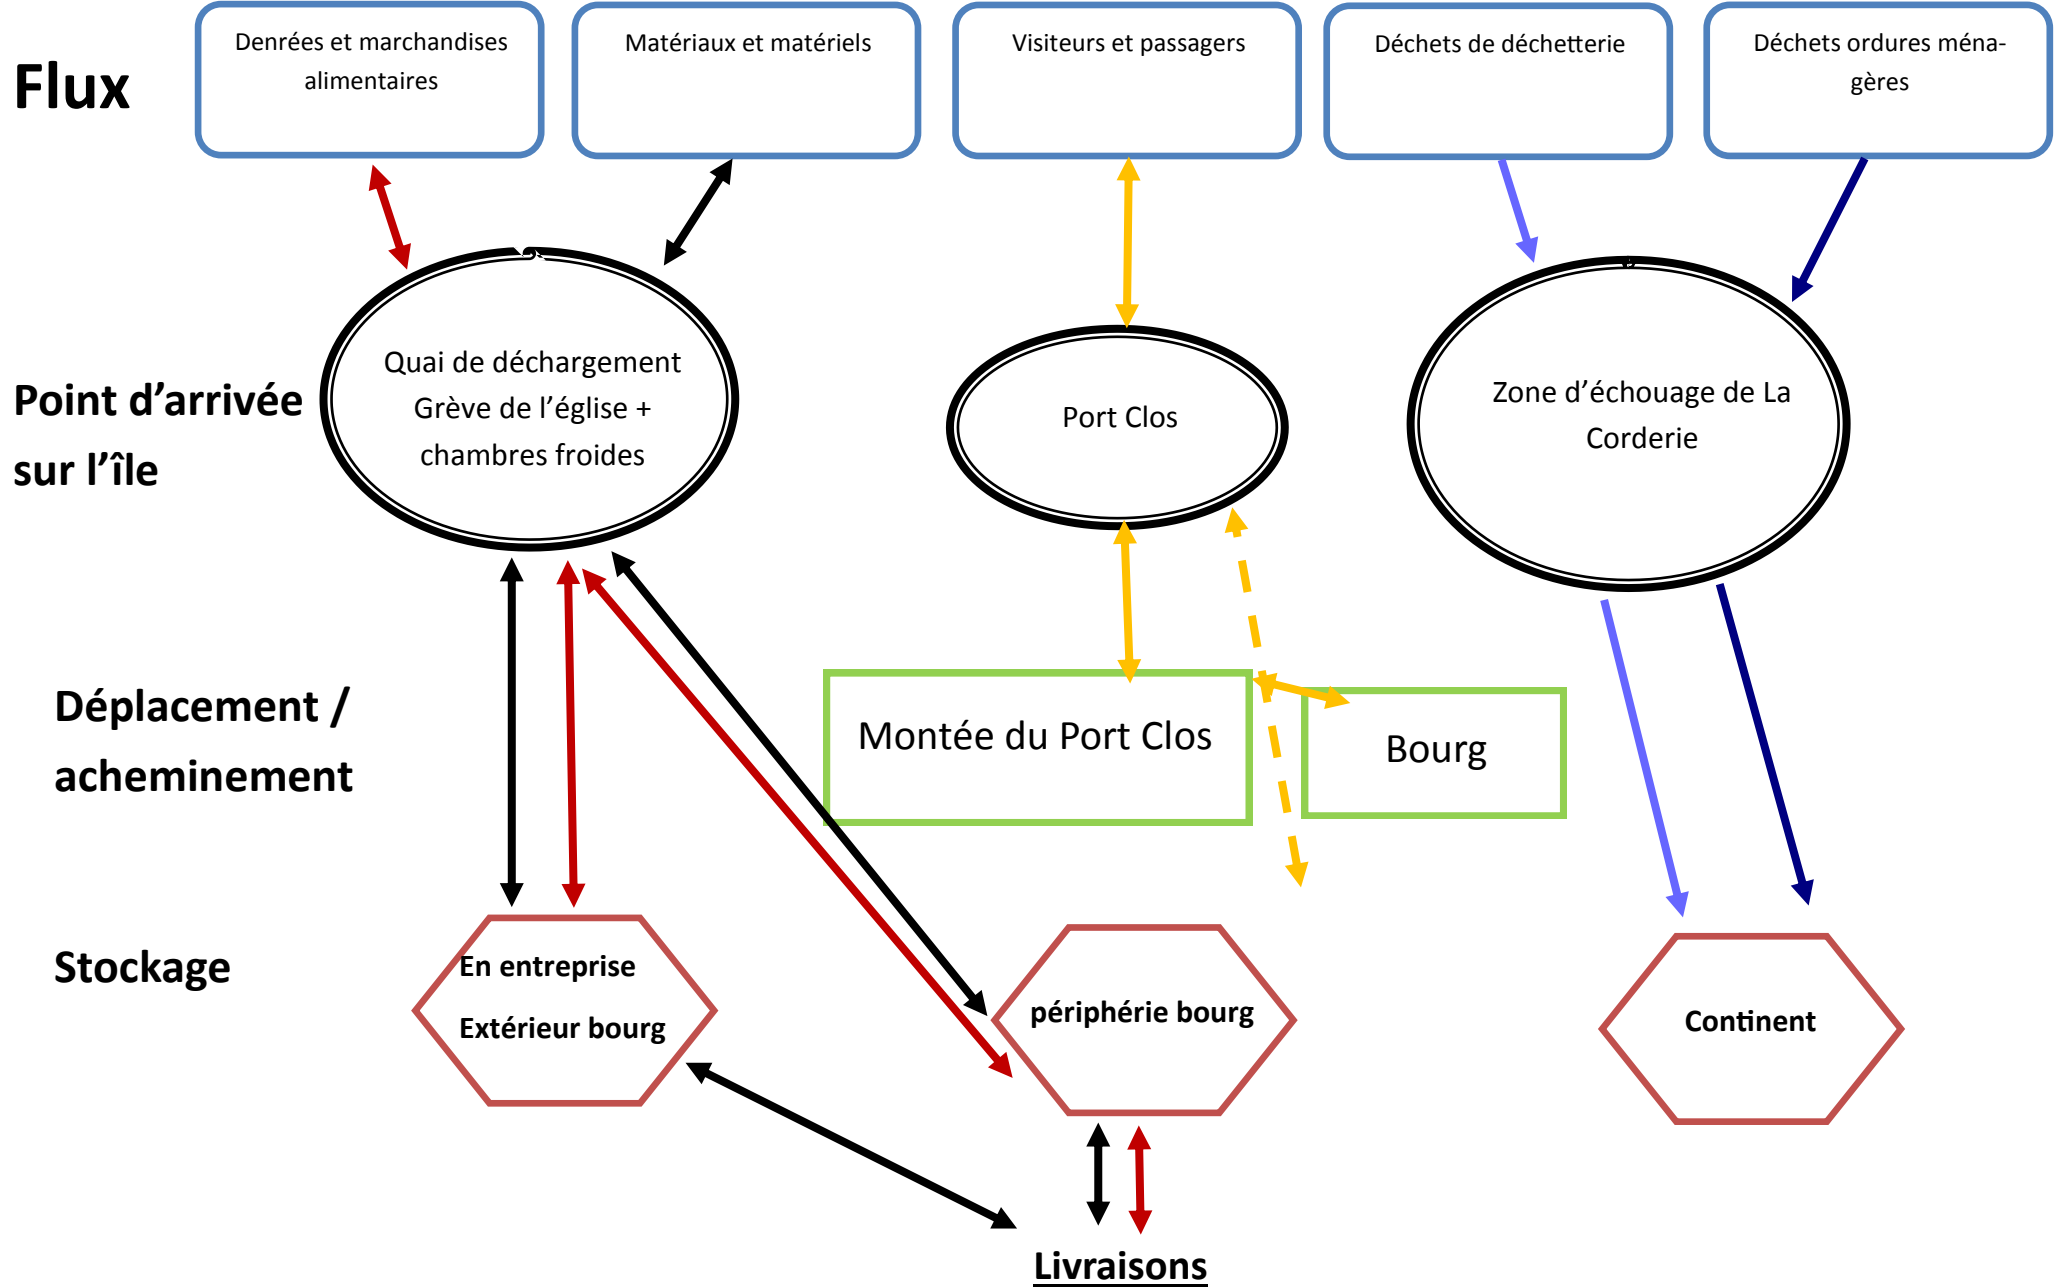 Flux
Denrées et marchandises
alimentaires
Matériaux et matériels
Visiteurs et passagers
Déchets de déchetterie
Déchets ordures ména-
gères
Point d’arrivée
sur l’île
Quai de déchargement
Grève de l’église +
chambres froides
Port Clos
Zone d’échouage de La
Corderie
Déplacement /
acheminement
Montée du Port Clos
Bourg
Stockage
En entreprise
Extérieur bourg
périphérie bourg
Continent
Livraisons